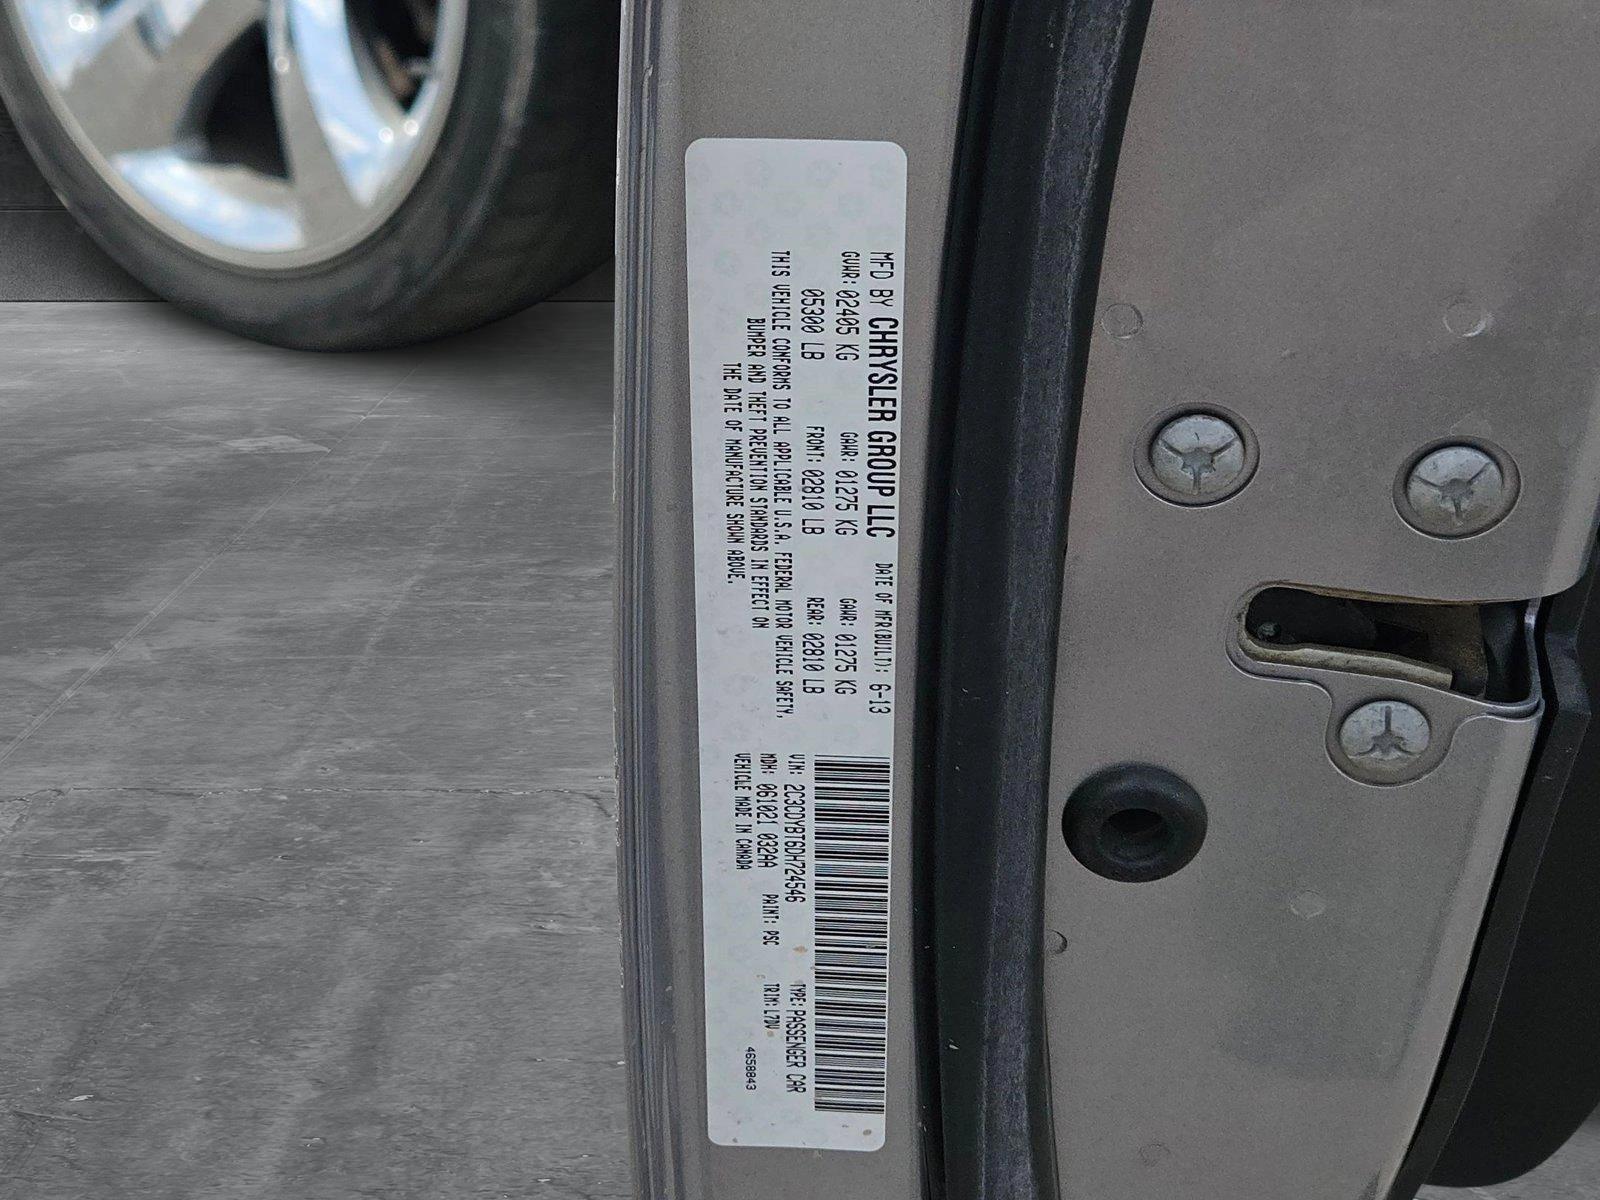 MFD BY CHRYSLER GROUP LLC DATE OF MFR(BUILT): 6-13
GVWR: 02405 KG GAWR: 01275 KG GAWR: 01275 KG
05300 LB FRONT: 02810 LB REAR: 02810 LB
THIS VEHICLE CONFORMS TO ALL APPLICABLE U.S.A. FEDERAL MOTOR VEHICLE SAFETY,
BUMPER AND THEFT PREVENTION STANDARDS IN EFFECT ON
THE DATE OF MANUFACTURE SHOWN ABOVE.
VIN: 2C3CDYBT6DH724546 TYPE: PASSENGER CAR
MDH: 061021 032AA PAINT: PSC TRIM: L7DV
VEHICLE MADE IN CANADA 4658843